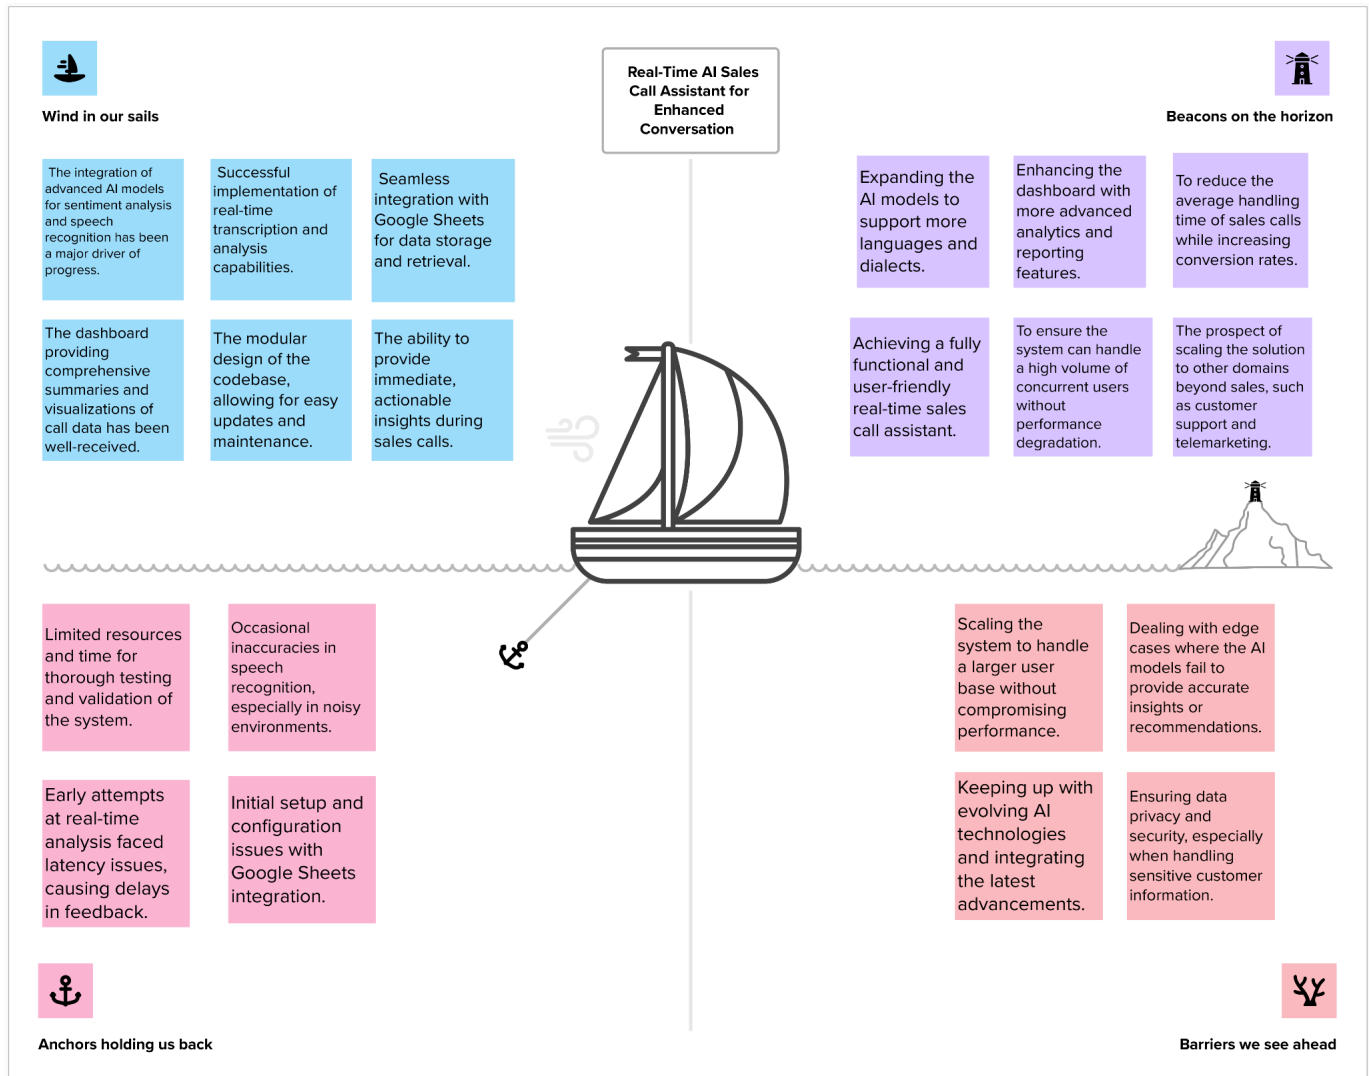 Real-Time AI Sales
Call Assistant for
Enhanced
Conversation
Wind in our sails
The integration of
advanced AI models
for sentiment analysis
and speech
recognition has been
a major driver of
progress.
Successful
implementation of
real-time
transcription and
analysis
capabilities.
Seamless
integration with
Google Sheets
for data storage
and retrieval.
The dashboard
providing
comprehensive
summaries and
visualizations of
call data has been
well-received.
The modular
design of the
codebase,
allowing for easy
updates and
maintenance.
The ability to
provide
immediate,
actionable
insights during
sales calls.
Beacons on the horizon
Expanding the
AI models to
support more
languages and
dialects.
Enhancing the
dashboard with
more advanced
analytics and
reporting
features.
To reduce the
average handling
time of sales calls
while increasing
conversion rates.
Achieving a fully
functional and
user-friendly
real-time sales
call assistant.
To ensure the
system can handle
a high volume of
concurrent users
without
performance
degradation.
The prospect of
scaling the solution
to other domains
beyond sales, such
as customer
support and
telemarketing.
Limited resources
and time for
thorough testing
and validation of
the system.
Occasional
inaccuracies in
speech
recognition,
especially in noisy
environments.
Early attempts
at real-time
analysis faced
latency issues,
causing delays
in feedback.
Initial setup and
configuration
issues with
Google Sheets
integration.
Anchors holding us back
Scaling the
system to handle
a larger user
base without
compromising
performance.
Dealing with edge
cases where the AI
models fail to
provide accurate
insights or
recommendations.
Keeping up with
evolving AI
technologies
and integrating
the latest
advancements.
Ensuring data
privacy and
security, especially
when handling
sensitive customer
information.
Barriers we see ahead